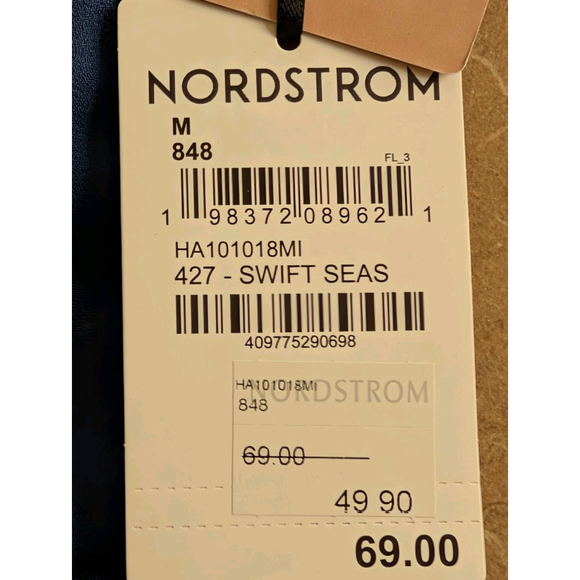 NORDSTROM
M
848
FL_3
1 98372 08962 1
HA101018MI
427 - SWIFT SEAS
409775290698
HA101018MI
NORDSTROM
848
69.00
49 90
69.00